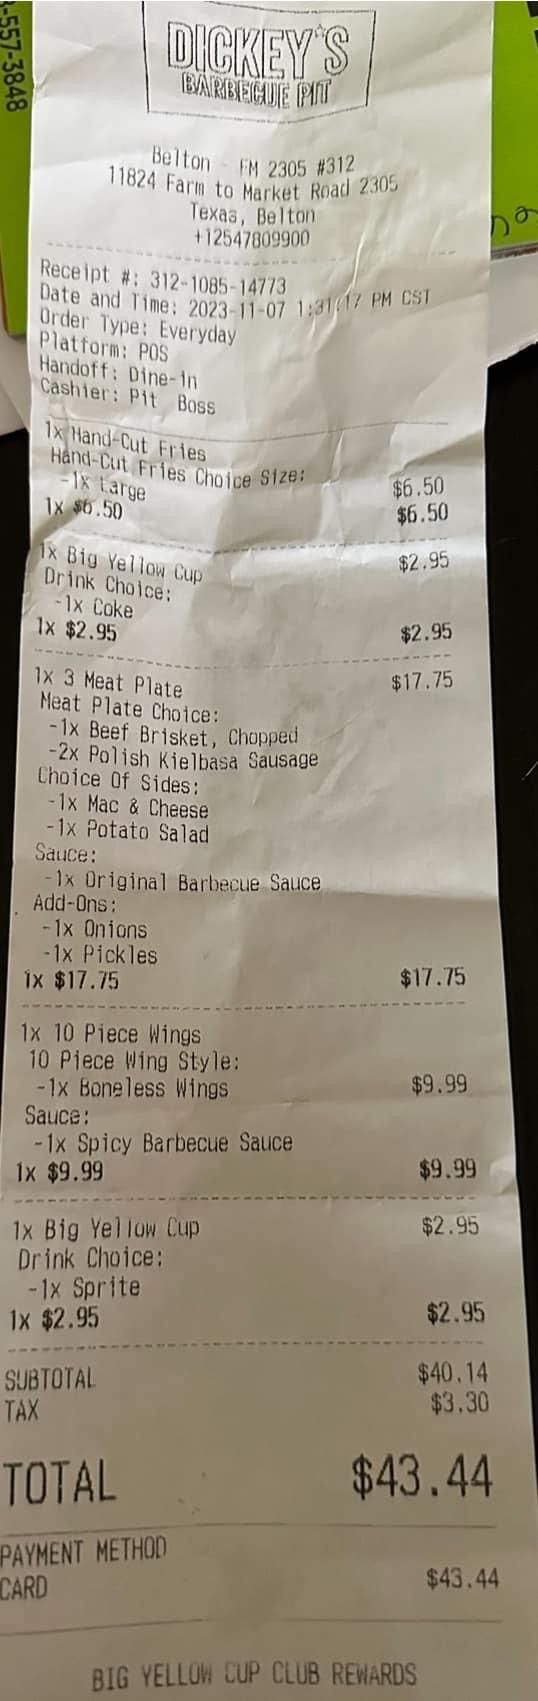 -557-3848
DICKEY'S
BARBECUE PIT
Belton - FM 2305 #312
11824 Farm to Market Road 2305
Texas, Belton
+12547809900
Receipt #: 312-1085-14773
Date and Time: 2023-11-07 1:31:17 PM CST
Order Type: Everyday
Platform: POS
Handoff: Dine-in
Cashier: Pit Boss
1x Hand-Cut Fries
Hand-Cut Fries Choice Size:
-1x Large $6.50
1x $6.50 $6.50
1x Big Yellow Cup $2.95
Drink Choice:
-1x Coke
1x $2.95 $2.95
1x 3 Meat Plate $17.75
Meat Plate Choice:
-1x Beef Brisket, Chopped
-2x Polish Kielbasa Sausage
Choice Of Sides:
-1x Mac & Cheese
-1x Potato Salad
Sauce:
-1x Original Barbecue Sauce
Add-Ons:
-1x Onions
-1x Pickles
1x $17.75 $17.75
1x 10 Piece Wings
10 Piece Wing Style:
-1x Boneless Wings $9.99
Sauce:
-1x Spicy Barbecue Sauce
1x $9.99 $9.99
1x Big Yellow Cup $2.95
Drink Choice:
-1x Sprite
1x $2.95 $2.95
SUBTOTAL $40.14
TAX $3.30
TOTAL $43.44
PAYMENT METHOD
CARD $43.44
BIG YELLOW CUP CLUB REWARDS